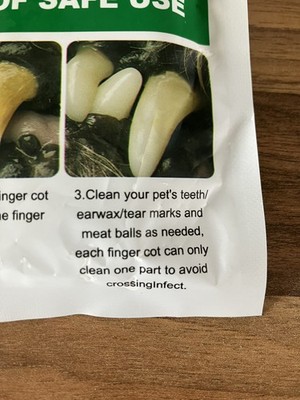 OF SAFE USE
inger cot
e finger
3.Clean your pet's teeth/
earwax/tear marks and
meat balls as needed,
each finger cot can only
clean one part to avoid
crossingInfect.